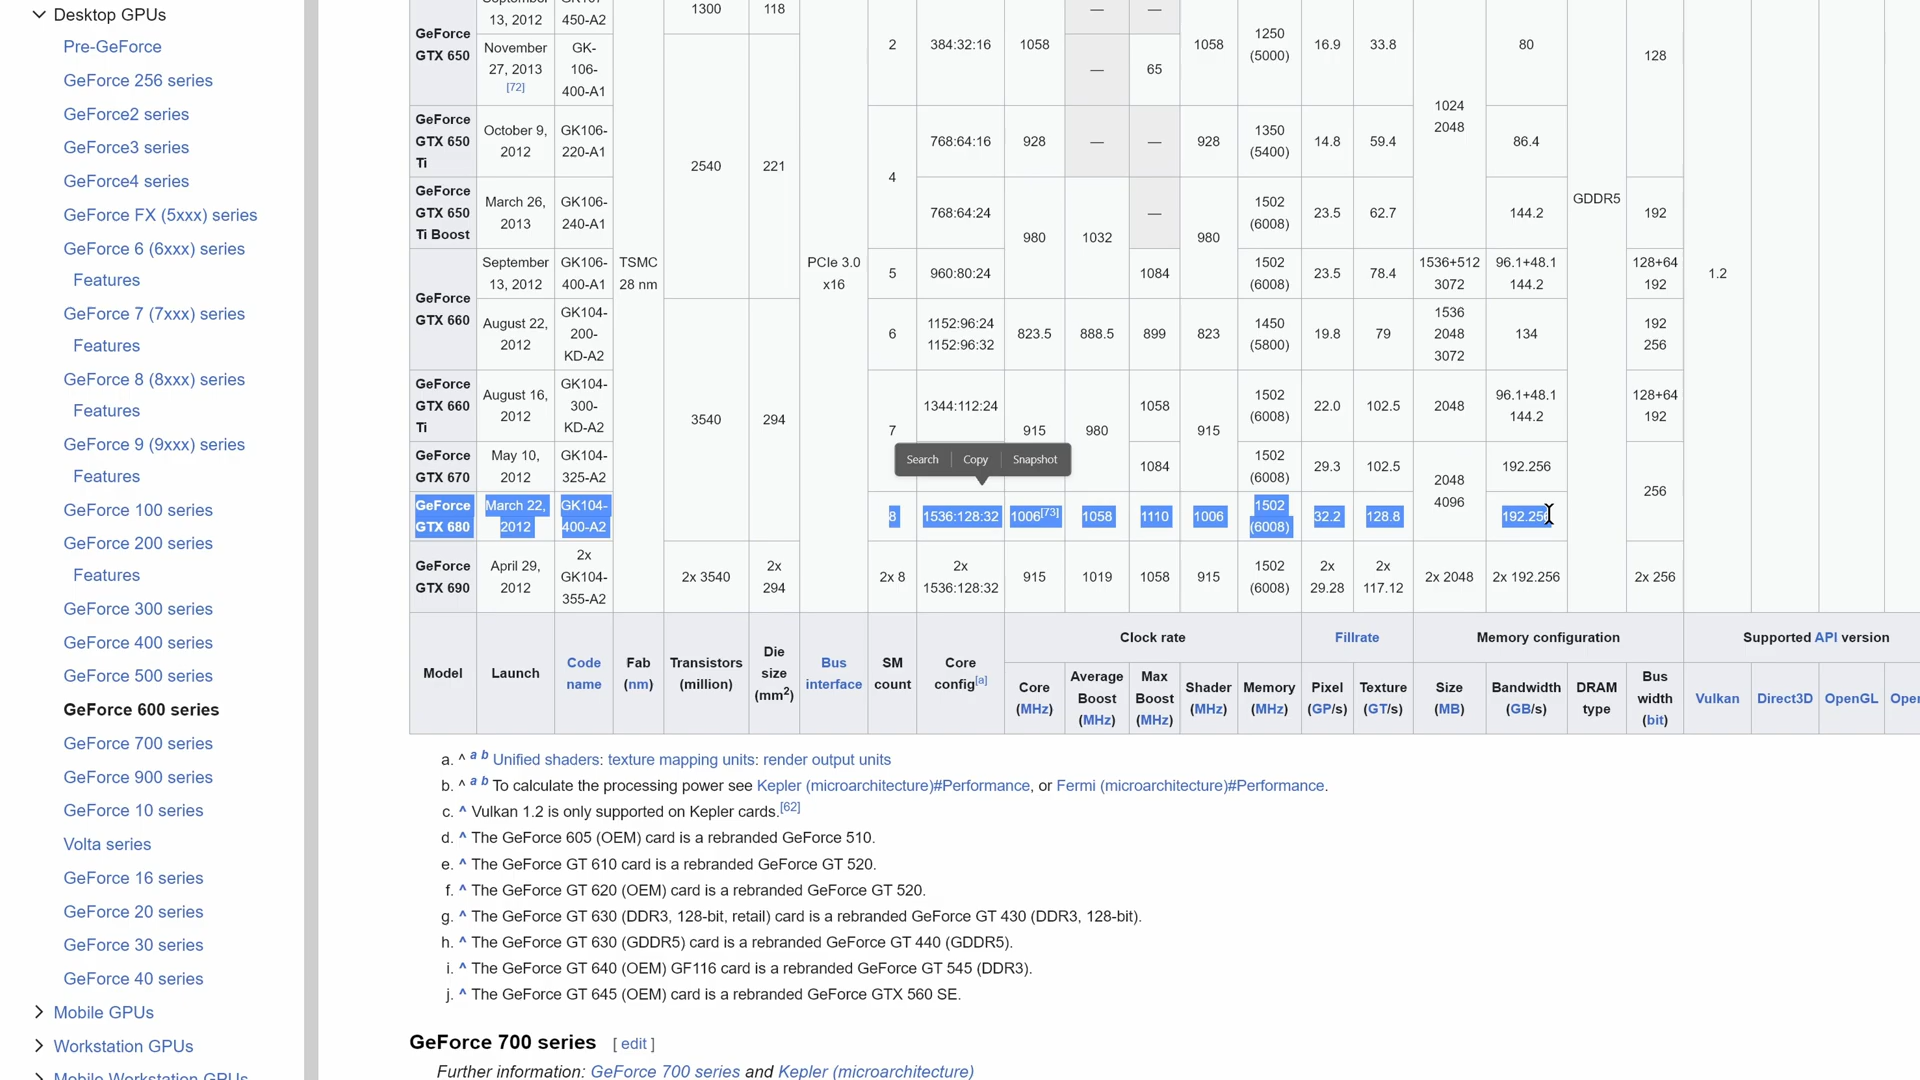 Desktop GPUs
Pre-GeForce
GeForce 256 series
GeForce2 series
GeForce3 series
GeForce4 series
GeForce FX (5xxx) series
GeForce 6 (6xxx) series
Features
GeForce 7 (7xxx) series
Features
GeForce 8 (8xxx) series
Features
GeForce 9 (9xxx) series
Features
GeForce 100 series
GeForce 200 series
Features
GeForce 300 series
GeForce 400 series
GeForce 500 series
GeForce 600 series
GeForce 700 series
GeForce 900 series
GeForce 10 series
Volta series
GeForce 16 series
GeForce 20 series
GeForce 30 series
GeForce 40 series
Mobile GPUs
Workstation GPUs
Mobile Workstation GPUs
GeForce
GTX 650
September
13, 2012
GK107-
450-A2
1300
118
—
—
November
27, 2013
[72]
GK-
106-
400-A1
2
384:32:16
1058
—
65
1058
1250
(5000)
16.9
33.8
80
128
GeForce
GTX 650
Ti
October 9,
2012
GK106-
220-A1
2540
221
4
768:64:16
928
—
—
928
1350
(5400)
14.8
59.4
1024
2048
86.4
GeForce
GTX 650
Ti Boost
March 26,
2013
GK106-
240-A1
768:64:24
980
1032
—
980
1502
(6008)
23.5
62.7
144.2
GDDR5
192
GeForce
GTX 660
September
13, 2012
GK106-
400-A1
TSMC
28 nm
PCIe 3.0
x16
5
960:80:24
1084
1502
(6008)
23.5
78.4
1536+512
3072
96.1+48.1
144.2
128+64
192
1.2
August 22,
2012
GK104-
200-
KD-A2
6
1152:96:24
1152:96:32
823.5
888.5
899
823
1450
(5800)
19.8
79
1536
2048
3072
134
192
256
GeForce
GTX 660
Ti
August 16,
2012
GK104-
300-
KD-A2
3540
294
7
1344:112:24
915
980
1058
915
1502
(6008)
22.0
102.5
2048
96.1+48.1
144.2
128+64
192
Search
Copy
Snapshot
GeForce
GTX 670
May 10,
2012
GK104-
325-A2
1084
1502
(6008)
29.3
102.5
2048
4096
192.256
256
GeForce
GTX 680
March 22,
2012
GK104-
400-A2
8
1536:128:32
1006[73]
1058
1110
1006
1502
(6008)
32.2
128.8
192.256
GeForce
GTX 690
April 29,
2012
2x
GK104-
355-A2
2x 3540
2x
294
2x 8
2x
1536:128:32
915
1019
1058
915
1502
(6008)
2x
29.28
2x
117.12
2x 2048
2x 192.256
2x 256
Model
Launch
Code
name
Fab
(nm)
Transistors
(million)
Die
size
(mm2)
Bus
interface
SM
count
Core
config[a]
Clock rate
Fillrate
Memory configuration
Supported API version
Core
(MHz)
Average
Boost
(MHz)
Max
Boost
(MHz)
Shader
(MHz)
Memory
(MHz)
Pixel
(GP/s)
Texture
(GT/s)
Size
(MB)
Bandwidth
(GB/s)
DRAM
type
Bus
width
(bit)
Vulkan
Direct3D
OpenGL
a. ^ a b Unified shaders: texture mapping units: render output units
b. ^ a b To calculate the processing power see Kepler (microarchitecture)#Performance, or Fermi (microarchitecture)#Performance.
c. ^ Vulkan 1.2 is only supported on Kepler cards.[62]
d. ^ The GeForce 605 (OEM) card is a rebranded GeForce 510.
e. ^ The GeForce GT 610 card is a rebranded GeForce GT 520.
f. ^ The GeForce GT 620 (OEM) card is a rebranded GeForce GT 520.
g. ^ The GeForce GT 630 (DDR3, 128-bit, retail) card is a rebranded GeForce GT 430 (DDR3, 128-bit).
h. ^ The GeForce GT 630 (GDDR5) card is a rebranded GeForce GT 440 (GDDR5).
i. ^ The GeForce GT 640 (OEM) GF116 card is a rebranded GeForce GT 545 (DDR3).
j. ^ The GeForce GT 645 (OEM) card is a rebranded GeForce GTX 560 SE.
GeForce 700 series [ edit ]
Further information: GeForce 700 series and Kepler (microarchitecture)